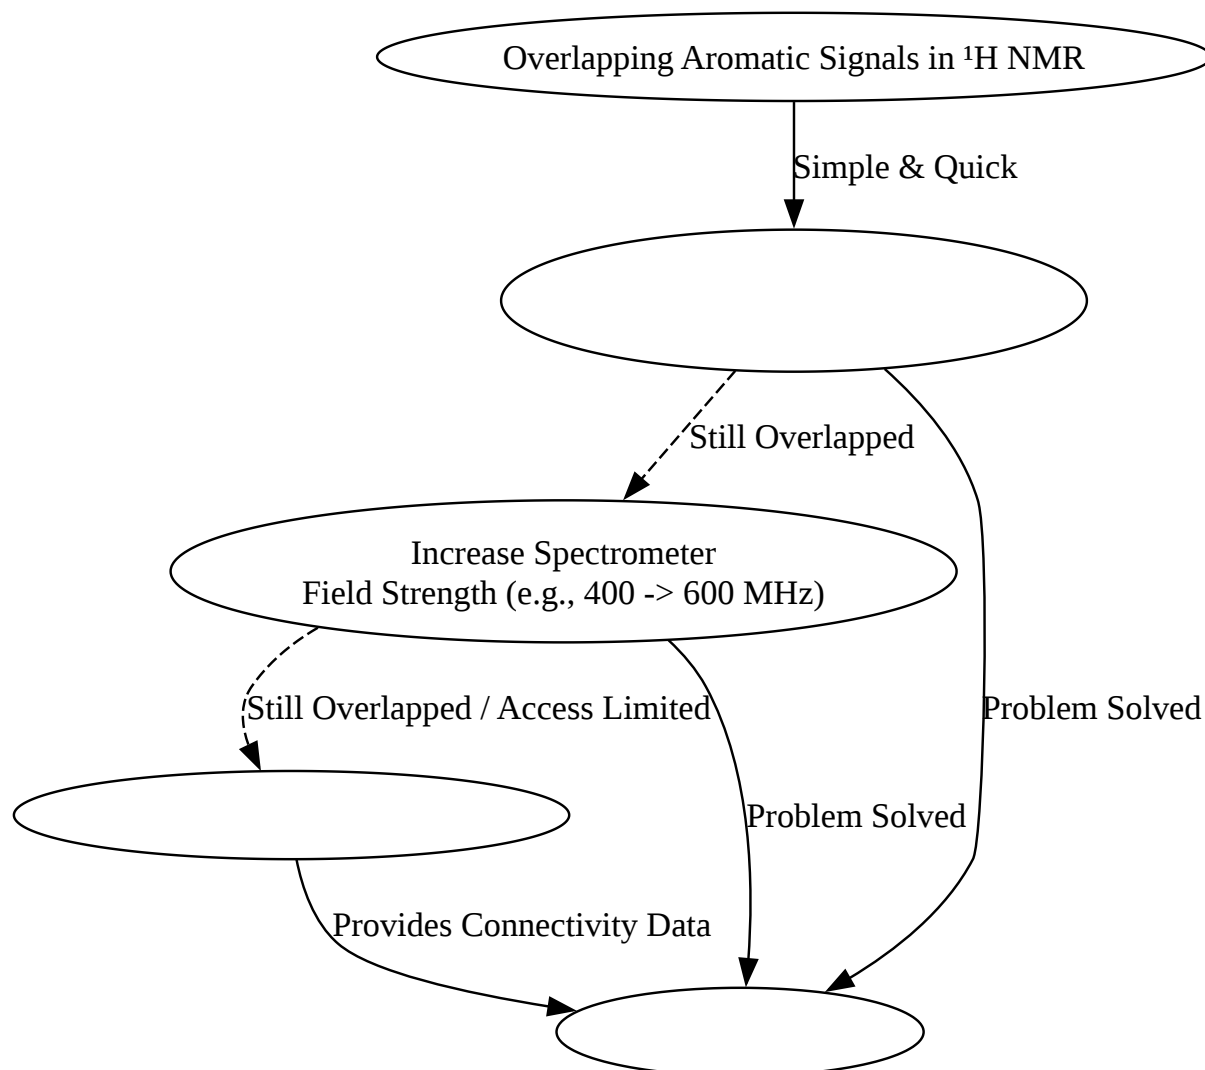 Overlapping Aromatic Signals in ¹H NMR
Simple & Quick
Still Overlapped
Increase Spectrometer
Field Strength (e.g., 400 -> 600 MHz)
Still Overlapped / Access Limited
Problem Solved
Problem Solved
Provides Connectivity Data